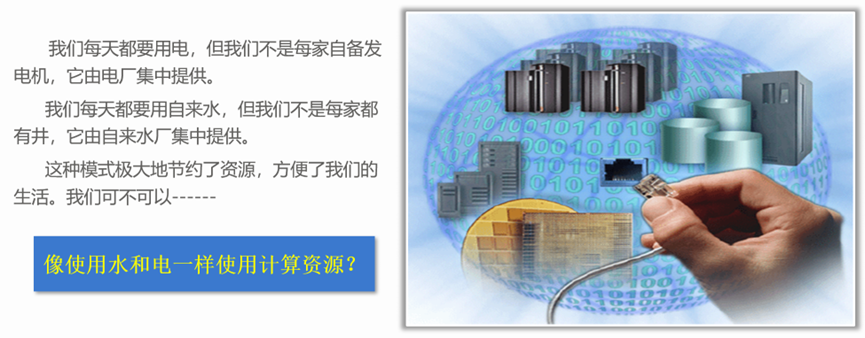 我们每天都要用电，但我们不是每家自备发
电机，它由电厂集中提供。
我们每天都要用自来水，但我们不是每家都
有井，它由自来水厂集中提供。
这种模式极大地节约了资源，方便了我们的
生活。我们可不可以------
像使用水和电一样使用计算资源？